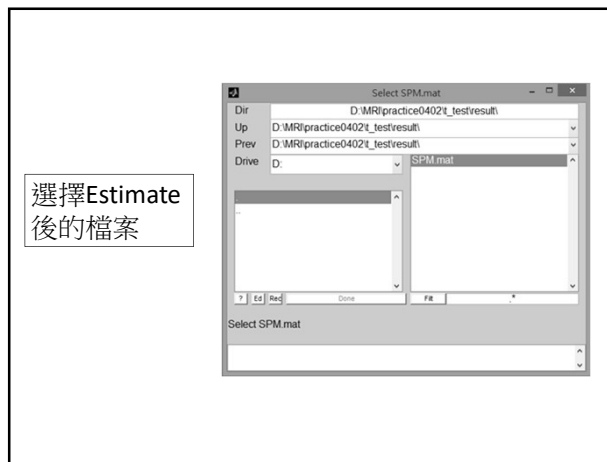 選擇Estimate
後的檔案
Select SPM.mat
Dir D:\MRI\practice0402\t_test\result\
Up D:\MRI\practice0402\t_test\result\
Prev D:\MRI\practice0402\t_test\result\
Drive D:
SPM.mat
.
..
? Ed Rec Done Filt .*
Select SPM.mat